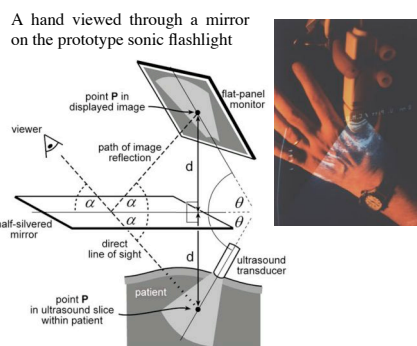 A hand viewed through a mirror
on the prototype sonic flashlight
point P in
displayed image
flat-panel
monitor
viewer
path of image
reflection
d
α
α
α
θ
θ
half-silvered
mirror
direct
line of sight
d
ultrasound
transducer
patient
point P
in ultrasound slice
within patient